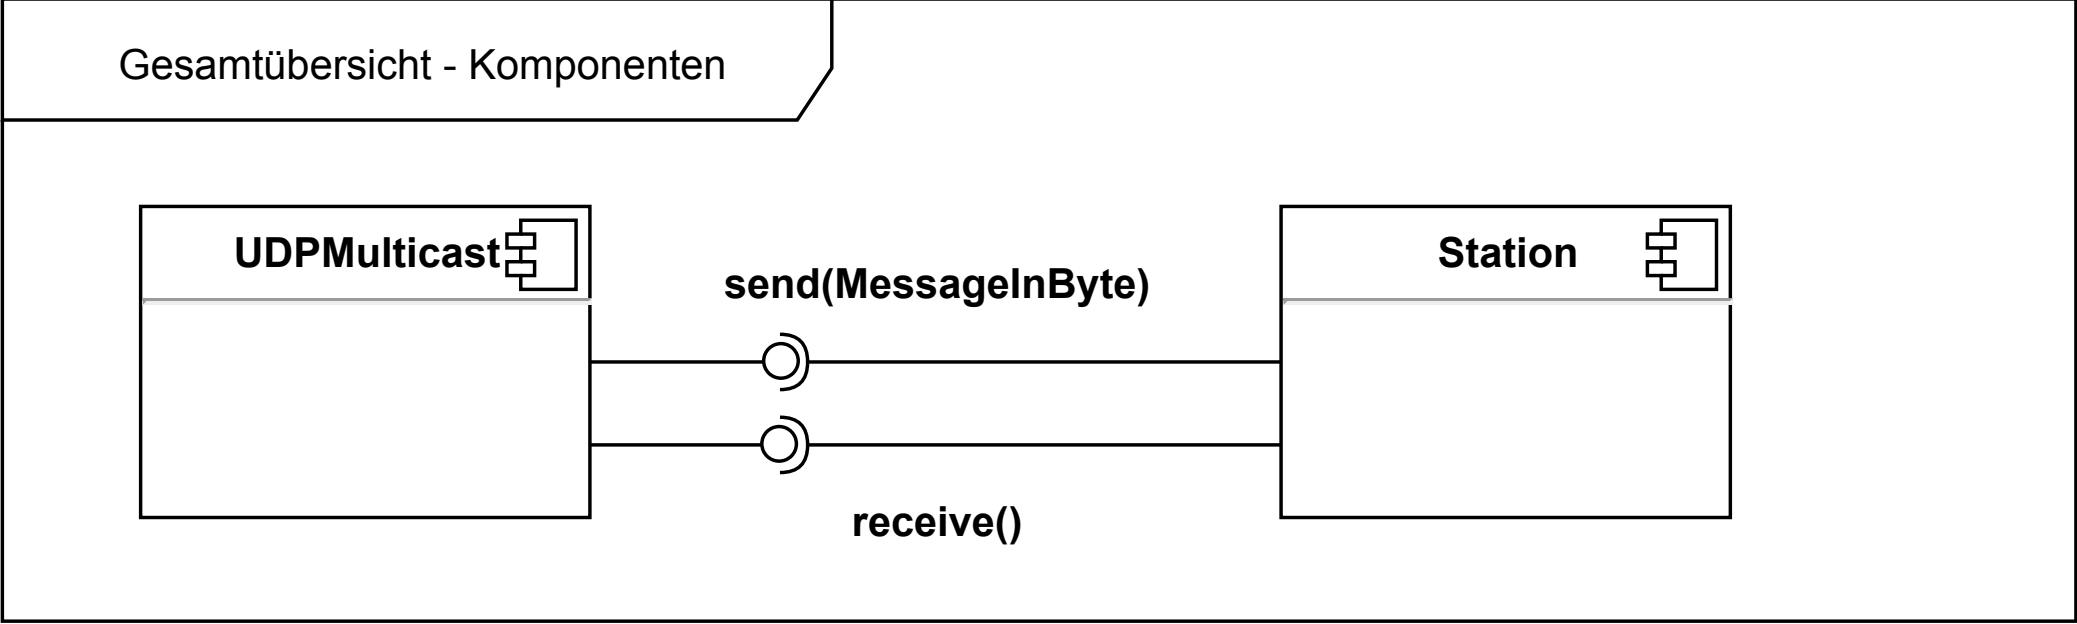 Gesamtübersicht - Komponenten
UDPMulticast
Station
send(MessageInByte)
receive()